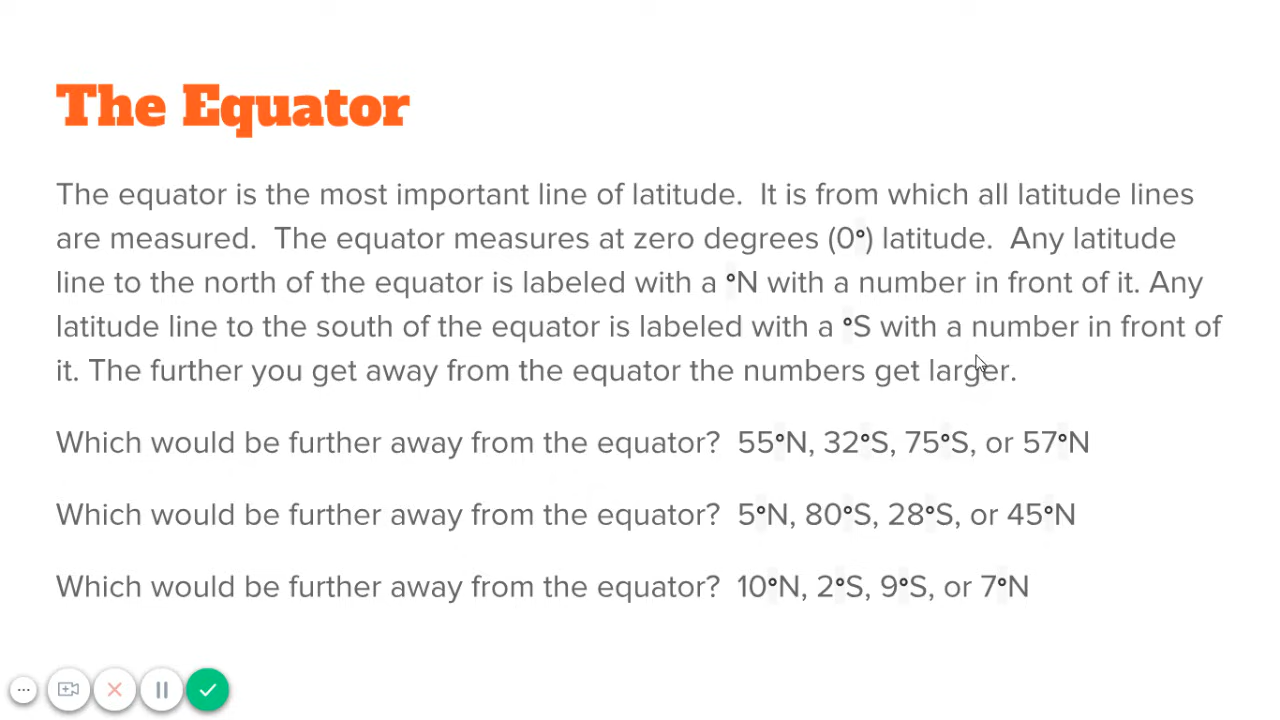 The Equator
The equator is the most important line of latitude.  It is from which all latitude lines
are measured.  The equator measures at zero degrees (0°) latitude.  Any latitude
line to the north of the equator is labeled with a °N with a number in front of it. Any
latitude line to the south of the equator is labeled with a °S with a number in front of
it. The further you get away from the equator the numbers get larger.
Which would be further away from the equator?  55°N, 32°S, 75°S, or 57°N
Which would be further away from the equator?  5°N, 80°S, 28°S, or 45°N
Which would be further away from the equator?  10°N, 2°S, 9°S, or 7°N